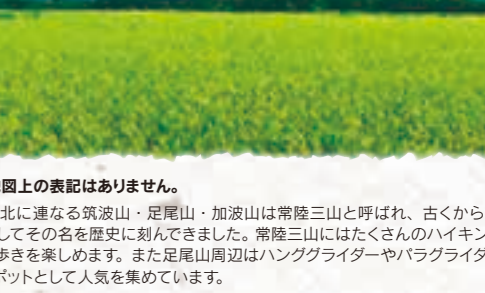 図上の表記はありません。
北に連なる筑波山・足尾山・加波山は常陸三山と呼ばれ、古くから
してその名を歴史に刻んできました。常陸三山にはたくさんのハイキン
歩きを楽しめます。また足尾山周辺はハンググライダーやパラグライダ
ポットとして人気を集めています。